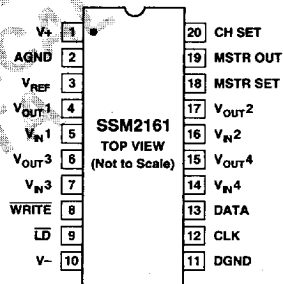 V+ 1 20 CH SET
AGND 2 19 MSTR OUT
VREF 3 18 MSTR SET
VOUT1 4 17 VOUT2
VIN1 5 16 VIN2
VOUT3 6 15 VOUT4
VIN3 7 14 VIN4
WRITE 8 13 DATA
LD 9 12 CLK
V– 10 11 DGND
SSM2161
TOP VIEW
(Not to Scale)